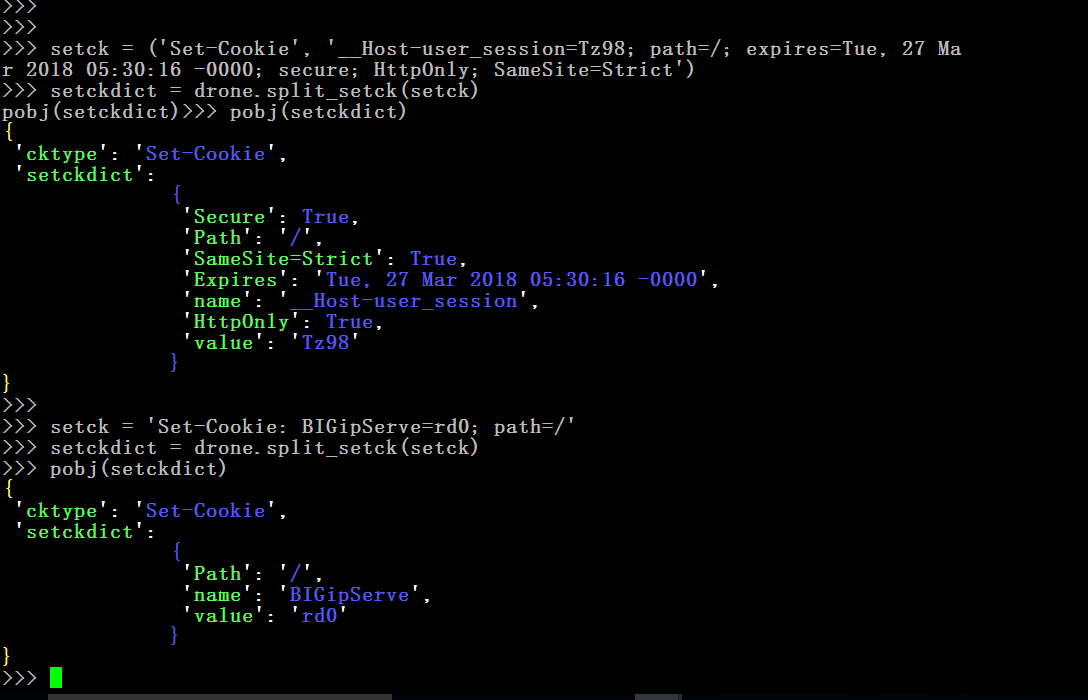 >>>
>>>
>>> setck = ('Set-Cookie', '__Host-user_session=Tz98; path=/; expires=Tue, 27 Ma
r 2018 05:30:16 -0000; secure; HttpOnly; SameSite=Strict')
>>> setckdict = drone.split_setck(setck)
pobj(setckdict)>>> pobj(setckdict)
{
 'cktype': 'Set-Cookie',
 'setckdict':
              {
               'Secure': True,
               'Path': '/',
               'SameSite=Strict': True,
               'Expires': 'Tue, 27 Mar 2018 05:30:16 -0000',
               'name': '__Host-user_session',
               'HttpOnly': True,
               'value': 'Tz98'
              }
}
>>>
>>> setck = 'Set-Cookie: BIGipServe=rd0; path=/'
>>> setckdict = drone.split_setck(setck)
>>> pobj(setckdict)
{
 'cktype': 'Set-Cookie',
 'setckdict':
              {
               'Path': '/',
               'name': 'BIGipServe',
               'value': 'rd0'
              }
}
>>>